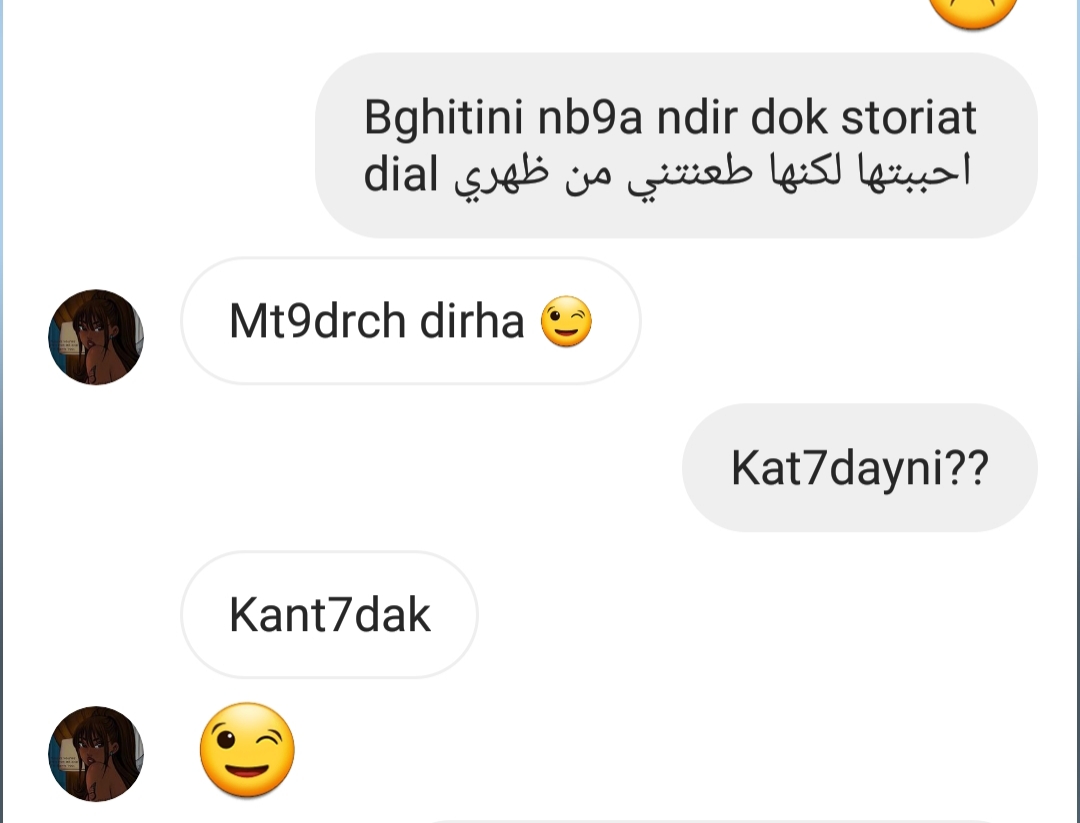 Bghitini nb9a ndir dok storiat
dial احببتها لكنها طعنتني من ظهري
Mt9drch dirha 😉
Kat7dayni??
Kant7dak
😉